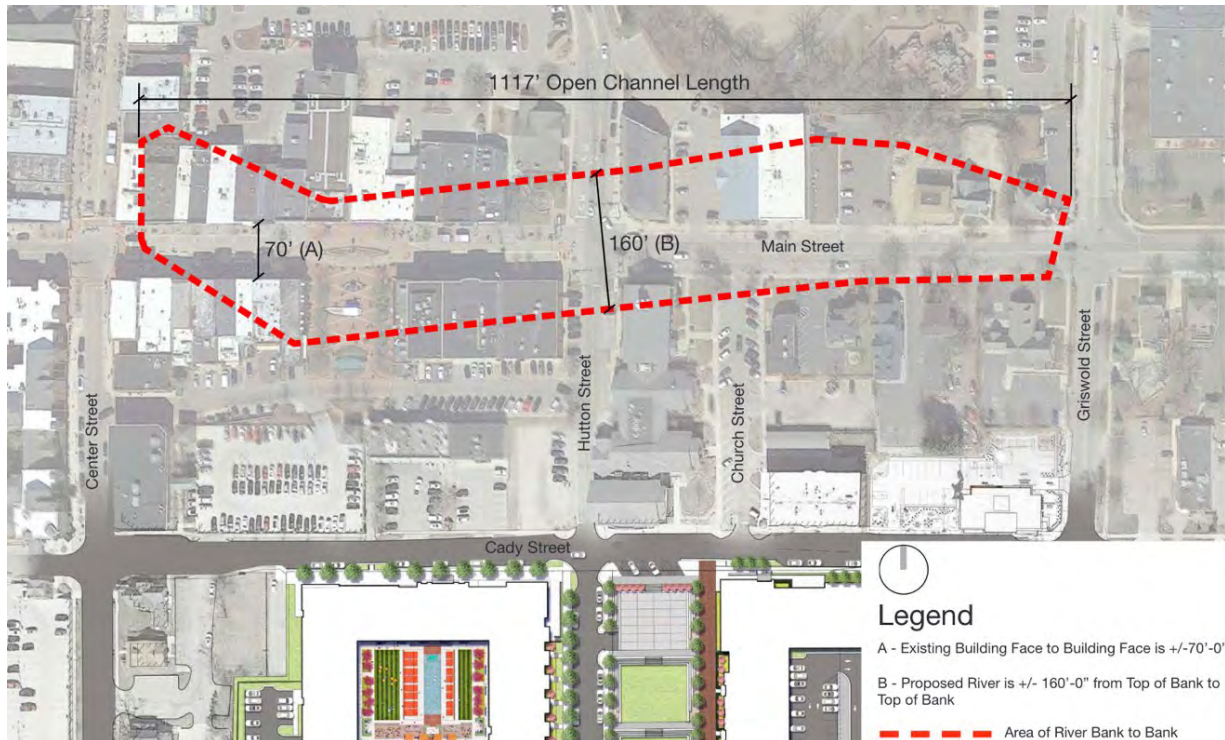 1117' Open Channel Length
70' (A)
160' (B)
Main Street
Center Street
Hutton Street
Church Street
Griswold Street
Cady Street
Legend
A - Existing Building Face to Building Face is +/-70'-0"
B - Proposed River is +/- 160'-0" from Top of Bank to
Top of Bank
Area of River Bank to Bank